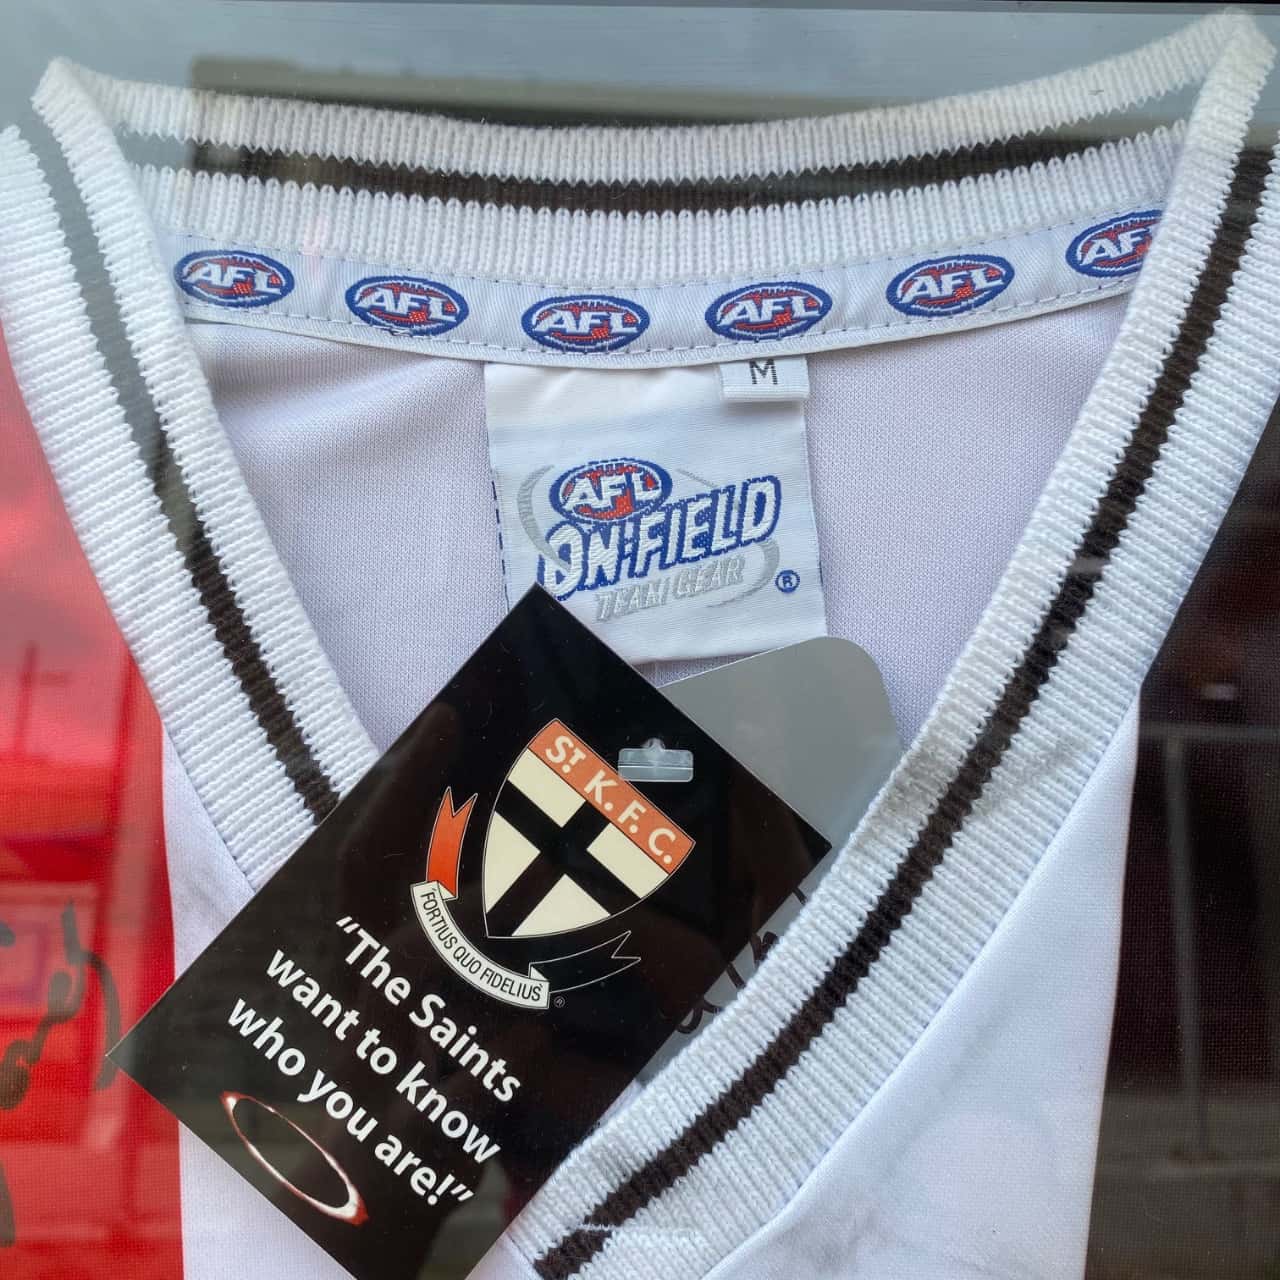 AFL
AFL
AFL
AFL
AFL
AFL
M
AFL
ON-FIELD
TEAM GEAR ®
ST K.F.C.
FORTIUS QUO FIDELIUS ®
"The Saints
want to know
who you are!"